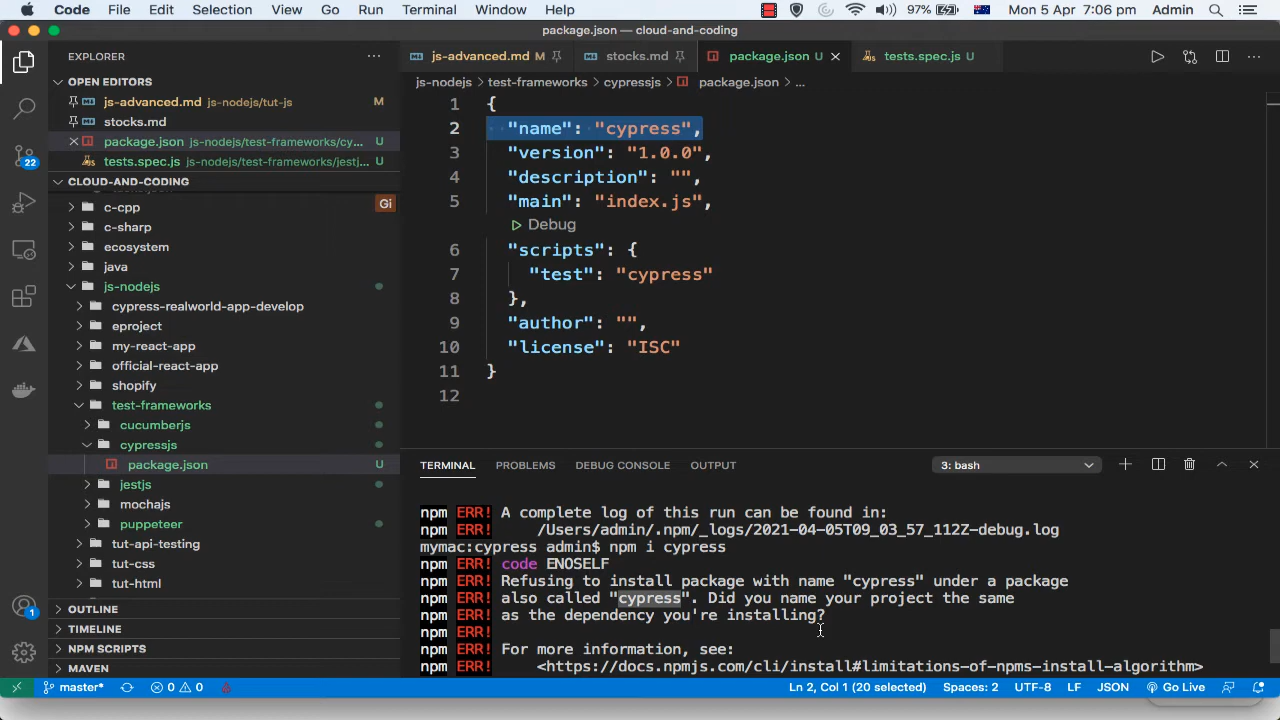 Code File Edit Selection View Go Run Terminal Window Help 97% Mon 5 Apr 7:06 pm Admin
package.json — cloud-and-coding
EXPLORER
OPEN EDITORS
js-advanced.md js-nodejs/tut-js M
stocks.md
package.json js-nodejs/test-frameworks/cy... U
tests.spec.js js-nodejs/test-frameworks/jestj... U
22
CLOUD-AND-CODING
Gi
c-cpp
c-sharp
ecosystem
java
js-nodejs
cypress-realworld-app-develop
eproject
my-react-app
official-react-app
shopify
test-frameworks
cucumberjs
cypressjs
package.json U
jestjs
mochajs
puppeteer
tut-api-testing
tut-css
tut-html
OUTLINE
TIMELINE
NPM SCRIPTS
MAVEN
1
js-advanced.md M stocks.md package.json U tests.spec.js U
js-nodejs > test-frameworks > cypressjs > package.json > ...
1 {
2 "name": "cypress",
3 "version": "1.0.0",
4 "description": "",
5 "main": "index.js",
Debug
6 "scripts": {
7 "test": "cypress"
8 },
9 "author": "",
10 "license": "ISC"
11 }
12
TERMINAL PROBLEMS DEBUG CONSOLE OUTPUT 3: bash
npm ERR! A complete log of this run can be found in:
npm ERR! /Users/admin/.npm/_logs/2021-04-05T09_03_57_112Z-debug.log
mymac:cypress admin$ npm i cypress
npm ERR! code ENOSELF
npm ERR! Refusing to install package with name "cypress" under a package
npm ERR! also called "cypress". Did you name your project the same
npm ERR! as the dependency you're installing?
npm ERR!
npm ERR! For more information, see:
npm ERR! <https://docs.npmjs.com/cli/install#limitations-of-npms-install-algorithm>
master* 0 0 Ln 2, Col 1 (20 selected) Spaces: 2 UTF-8 LF JSON Go Live